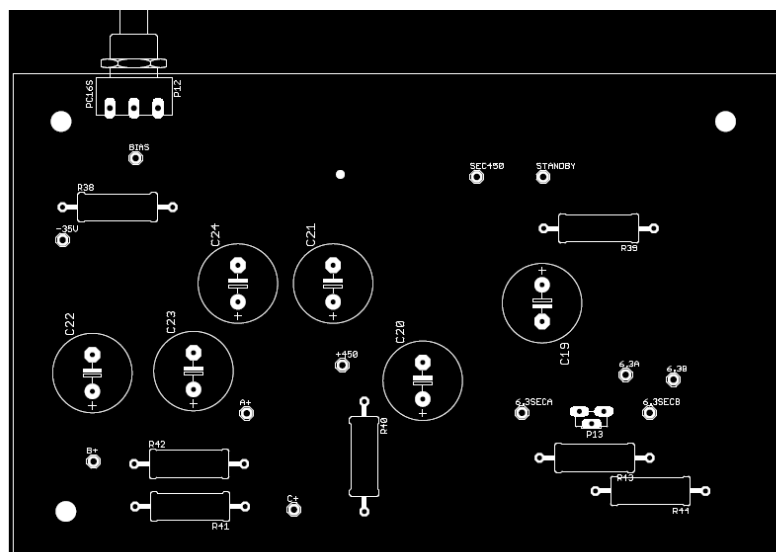 PC16S
P12
BIAS
SEC450
STANDBY
R38
-35V
C24
C21
R39
C22
C23
C20
C19
+450
6.3A
6.3B
A+
6.3SECA
6.3SECB
R40
P13
B+
R42
R43
C+
R41
R44